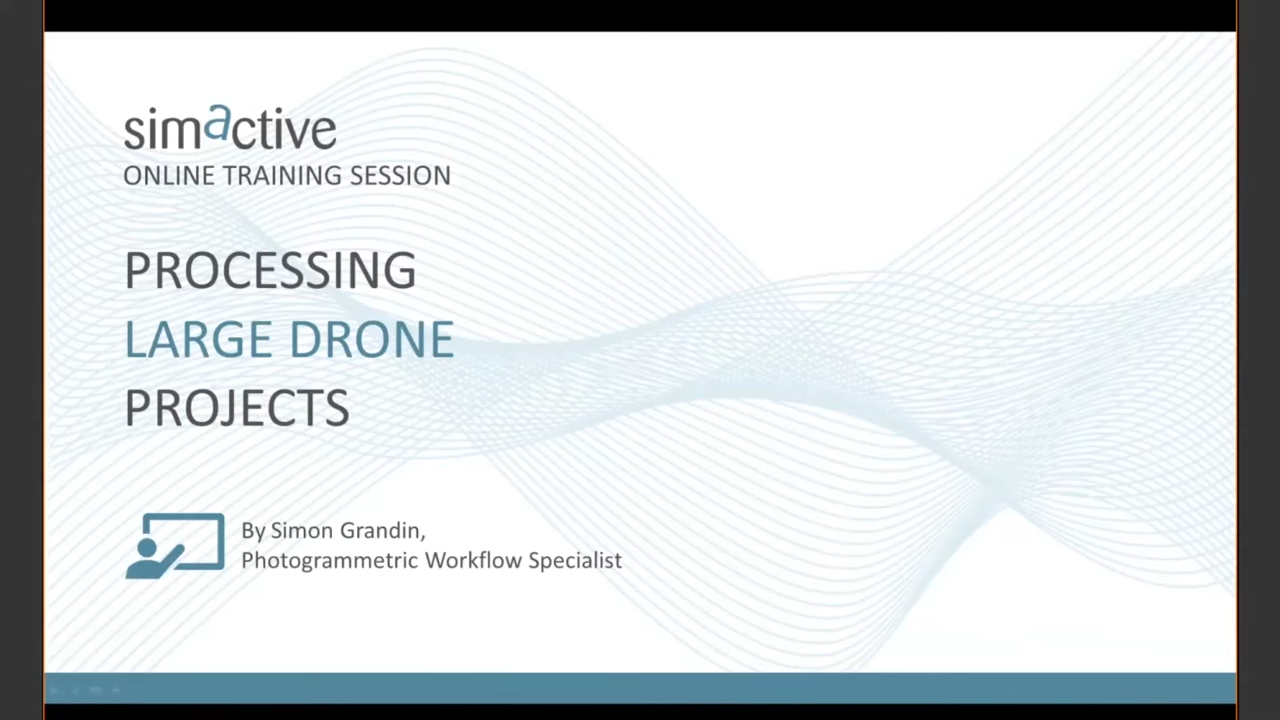 simactive
ONLINE TRAINING SESSION
PROCESSING
LARGE DRONE
PROJECTS
By Simon Grandin,
Photogrammetric Workflow Specialist